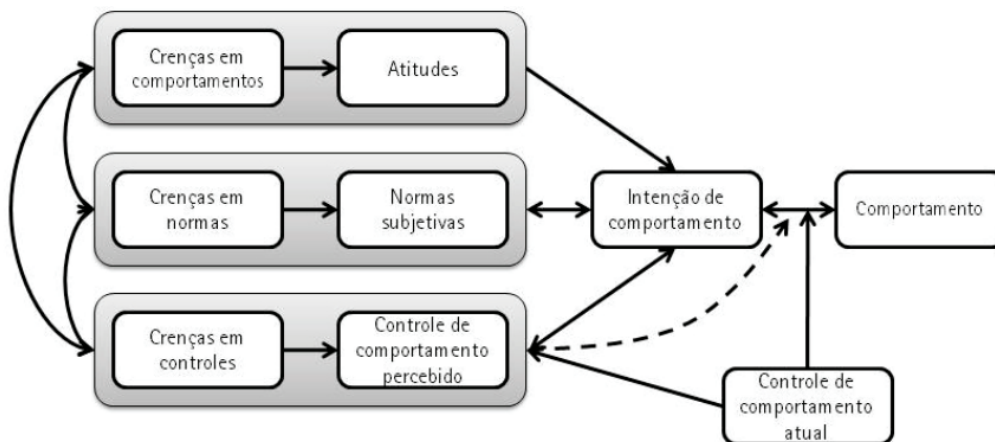 Crenças em
comportamentos
Atitudes
Crenças em
normas
Normas
subjetivas
Intenção de
comportamento
Comportamento
Crenças em
controles
Controle de
comportamento
percebido
Controle de
comportamento
atual